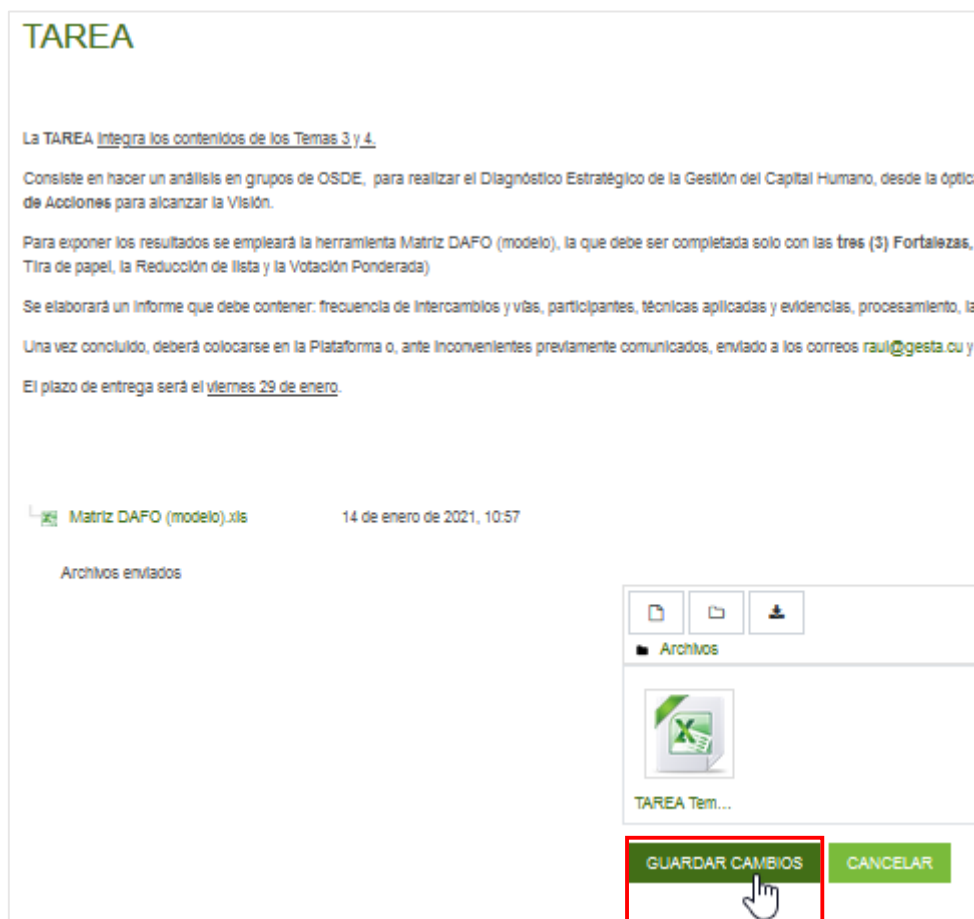 TAREA
La TAREA integra los contenidos de los Temas 3 y 4.
Consiste en hacer un análisis en grupos de OSDE, para realizar el Diagnóstico Estratégico de la Gestión del Capital Humano, desde la óptic
de Acciones para alcanzar la Visión.
Para exponer los resultados se empleará la herramienta Matriz DAFO (modelo), la que debe ser completada solo con las tres (3) Fortalezas,
Tira de papel, la Reducción de lista y la Votación Ponderada)
Se elaborará un informe que debe contener: frecuencia de intercambios y vías, participantes, técnicas aplicadas y evidencias, procesamiento, la
Una vez concluido, deberá colocarse en la Plataforma o, ante inconvenientes previamente comunicados, enviado a los correos raul@gesta.cu y
El plazo de entrega será el viernes 29 de enero.
Matriz DAFO (modelo).xls 14 de enero de 2021, 10:57
Archivos enviados
Archivos
TAREA Tem...
GUARDAR CAMBIOS CANCELAR